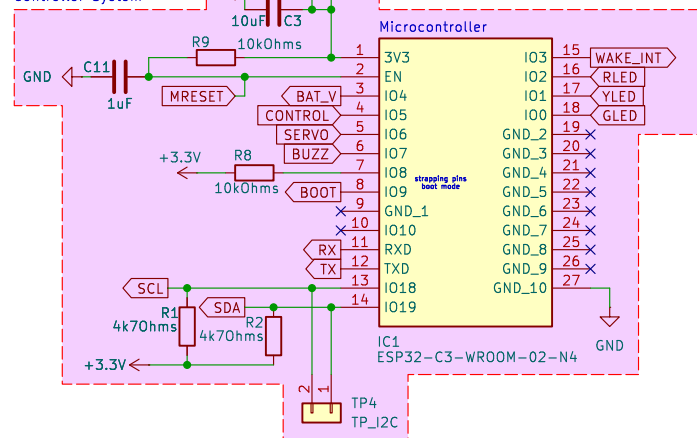 10uF C3
Microcontroller
R9 10kOhms
GND C11 1uF
MRESET
BAT_V
CONTROL
SERVO
BUZZ
+3.3V R8 10kOhms
BOOT
RX
TX
SCL
SDA
R1 4k7Ohms
R2 4k7Ohms
+3.3V
1 3V3
2 EN
3 IO4
4 IO5
5 IO6
6 IO7
7 IO8
8 IO9
9 GND_1
10 IO10
11 RXD
12 TXD
13 IO18
14 IO19
strapping pins
boot mode
IO3 15 WAKE_INT
IO2 16 RLED
IO1 17 YLED
IO0 18 GLED
GND_2 19
GND_3 20
GND_4 21
GND_5 22
GND_6 23
GND_7 24
GND_8 25
GND_9 26
GND_10 27
GND
IC1
ESP32-C3-WROOM-02-N4
2 1
TP4
TP_I2C